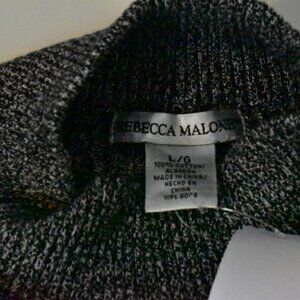 REBECCA MALONE
L/G
100% COTTON/
ALGODON
MADE IN CHINA/
HECHO EN
CHINA